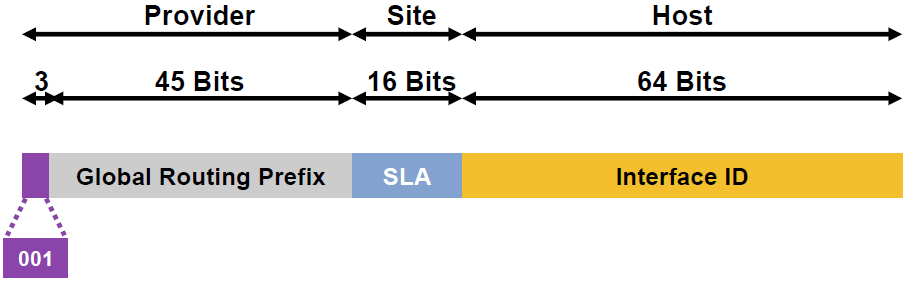 Provider Site Host
3 45 Bits 16 Bits 64 Bits
Global Routing Prefix SLA Interface ID
001